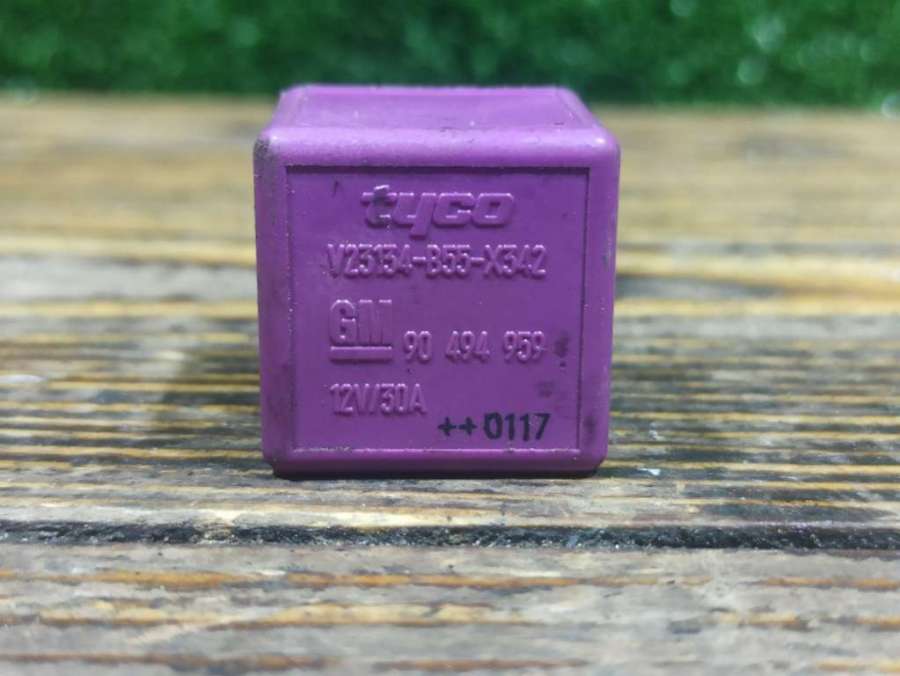 tyco
V23134-B55-X342
GM 90 494 959
12V/30A
++0117